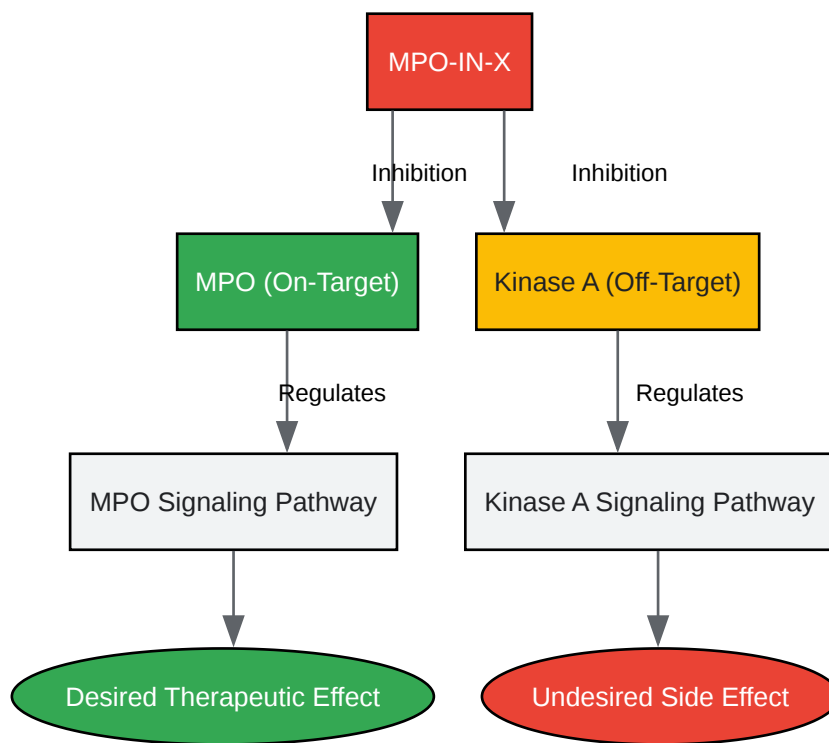 MPO-IN-X
Inhibition
Inhibition
MPO (On-Target)
Kinase A (Off-Target)
Regulates
Regulates
MPO Signaling Pathway
Kinase A Signaling Pathway
Desired Therapeutic Effect
Undesired Side Effect